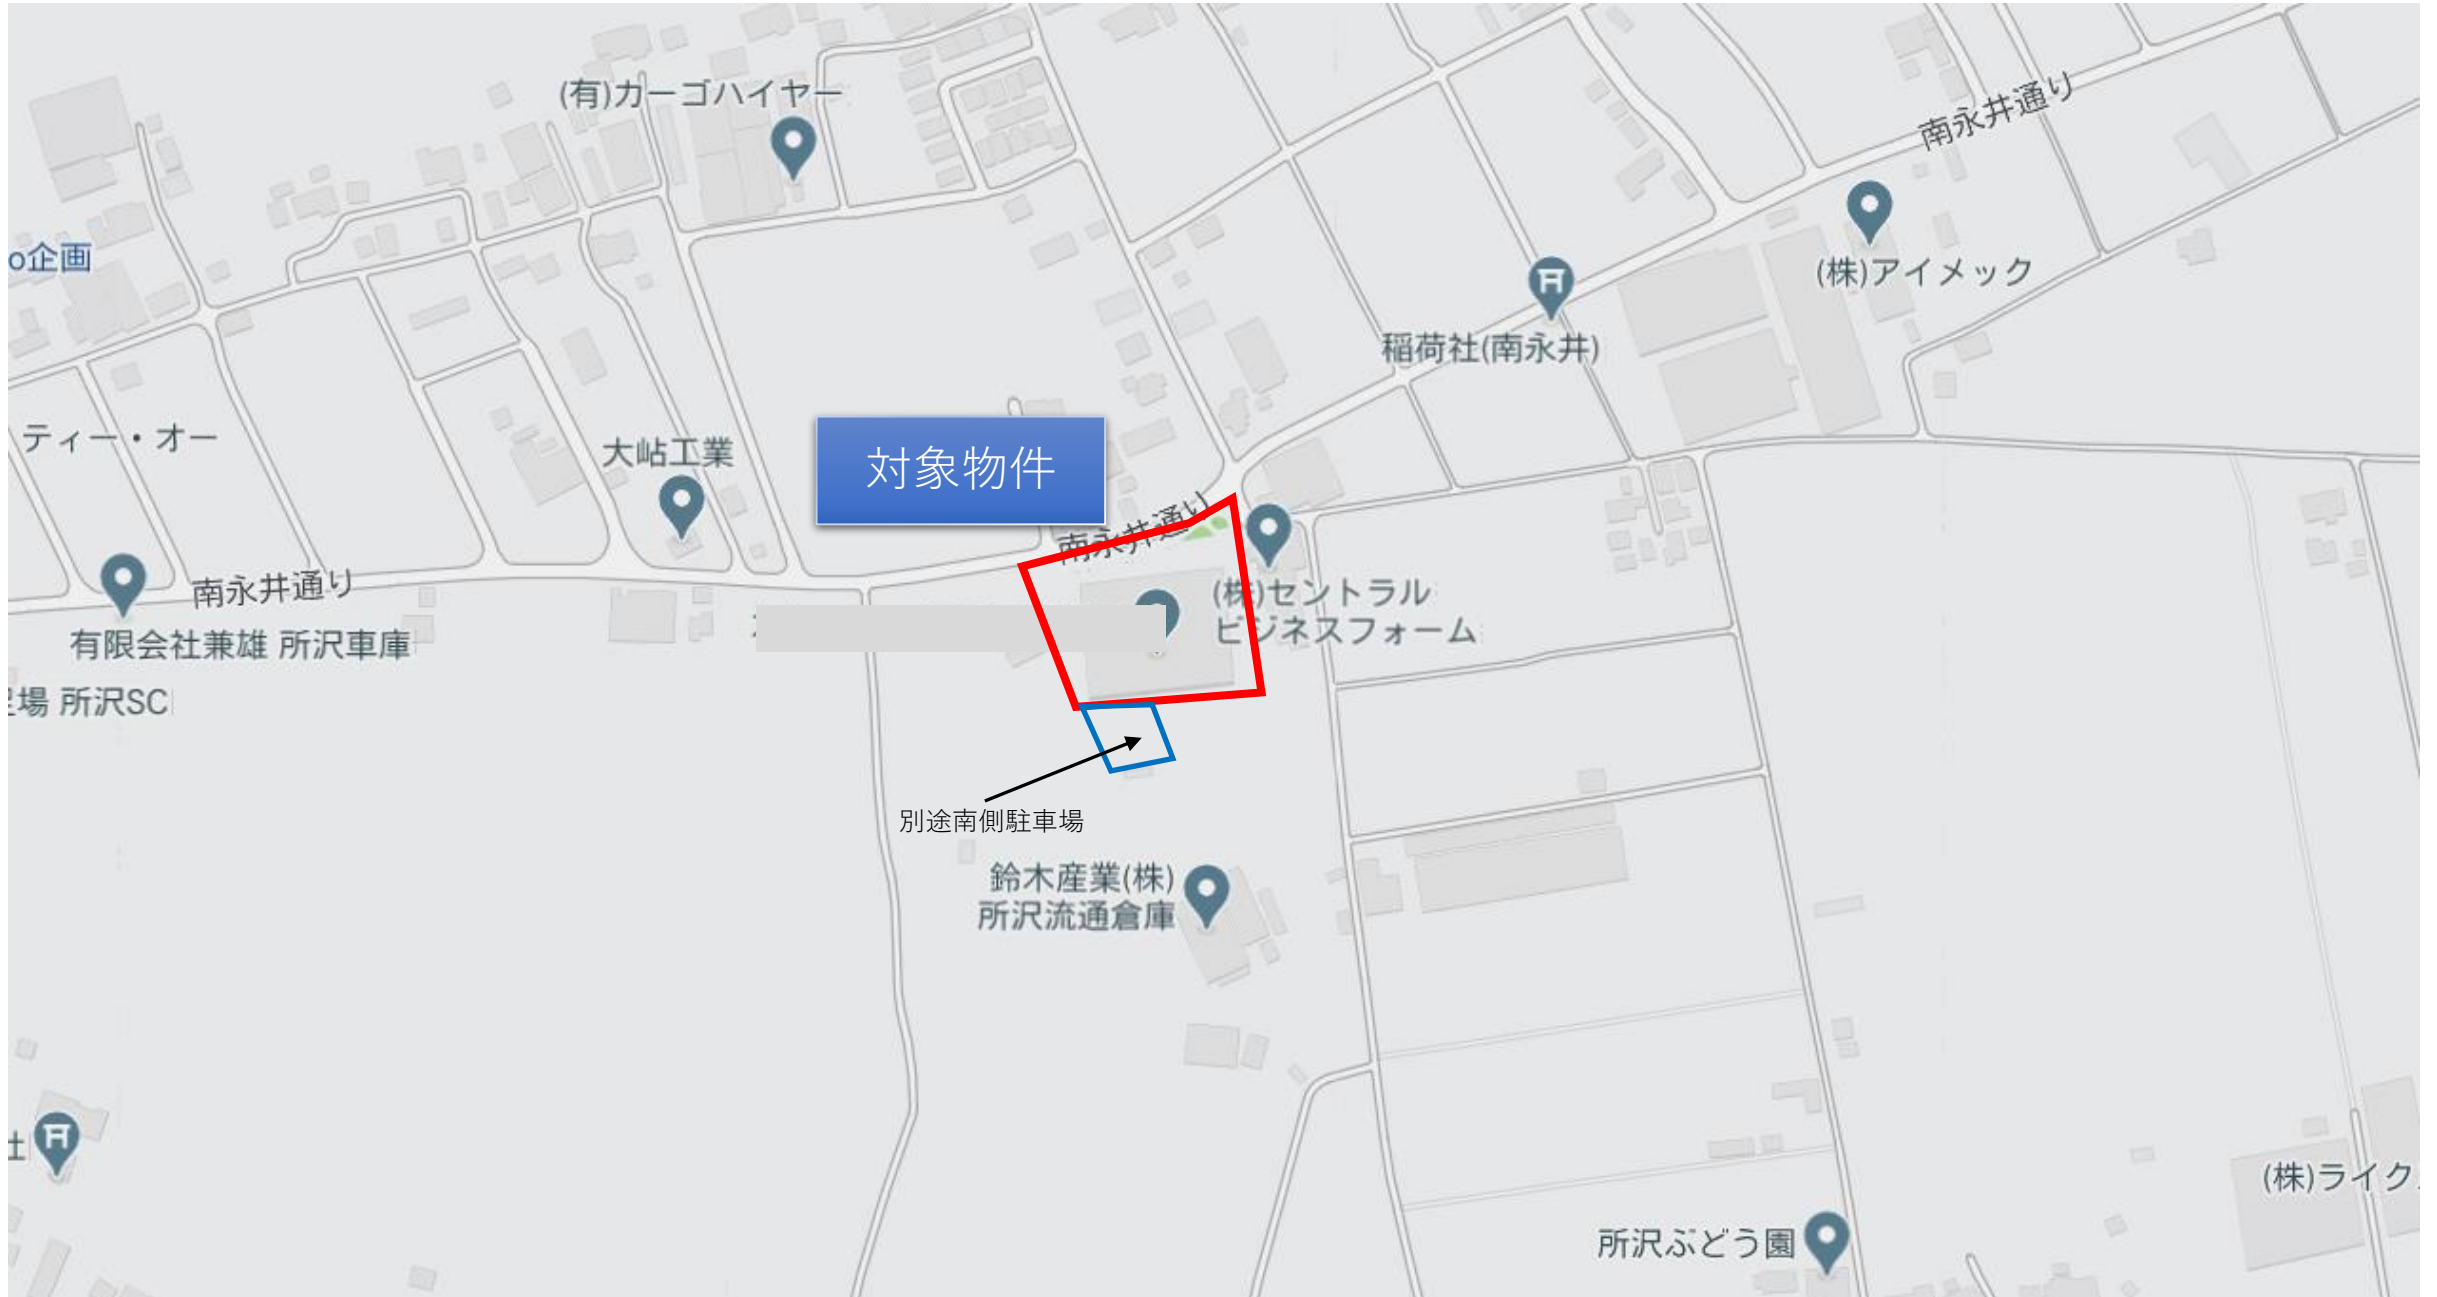 (有)カーゴハイヤー
南永井通り
o企画
(株)アイメック
稲荷社(南永井)
ティー・オー
大岾工業
対象物件
南永井通り
南永井通り
(株)セントラル
ビジネスフォーム
有限会社兼雄 所沢車庫
場 所沢SC
別途南側駐車場
鈴木産業(株)
所沢流通倉庫
社
(株)ライク
所沢ぶどう園